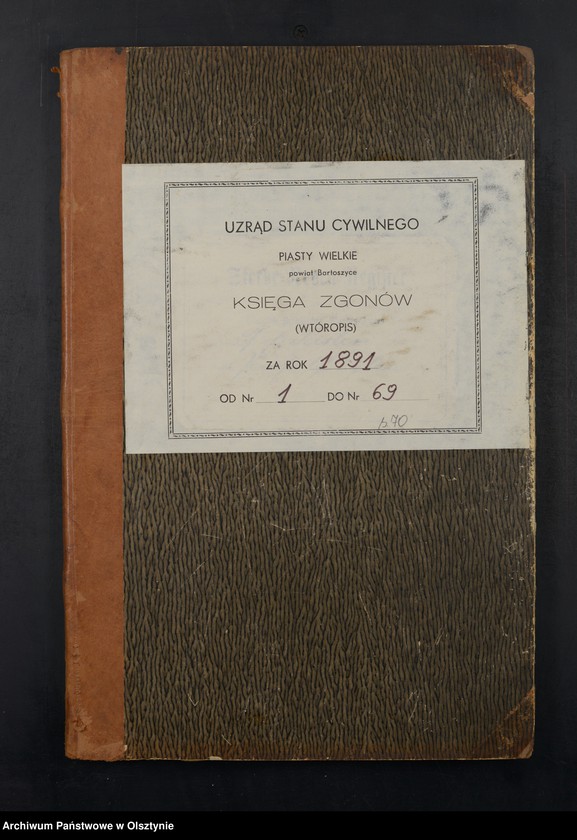 UZRĄD STANU CYWILNEGO
PIASTY WIELKIE
powiat Bartoszyce
KSIĘGA ZGONÓW
(WTÓROPIS)
ZA ROK 1891
OD Nr 1 DO Nr 69
p70
Archiwum Państwowe w Olsztynie